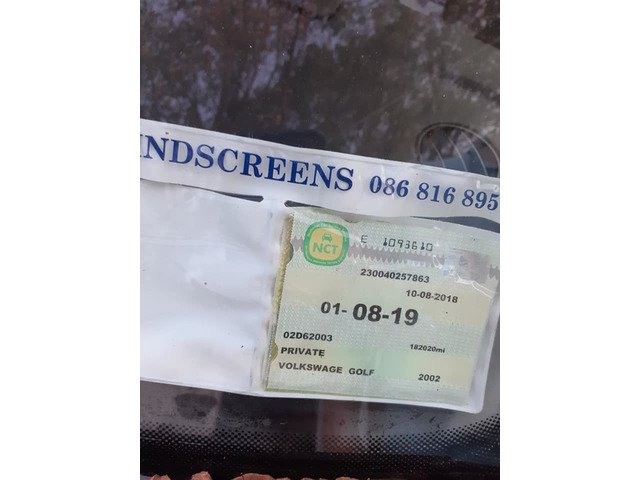 INDSCREENS 086 816 895
NCT
E 1093610
230040257863
10-08-2018
01-08-19
02D62003
182020mi
PRIVATE
VOLKSWAGE GOLF 2002